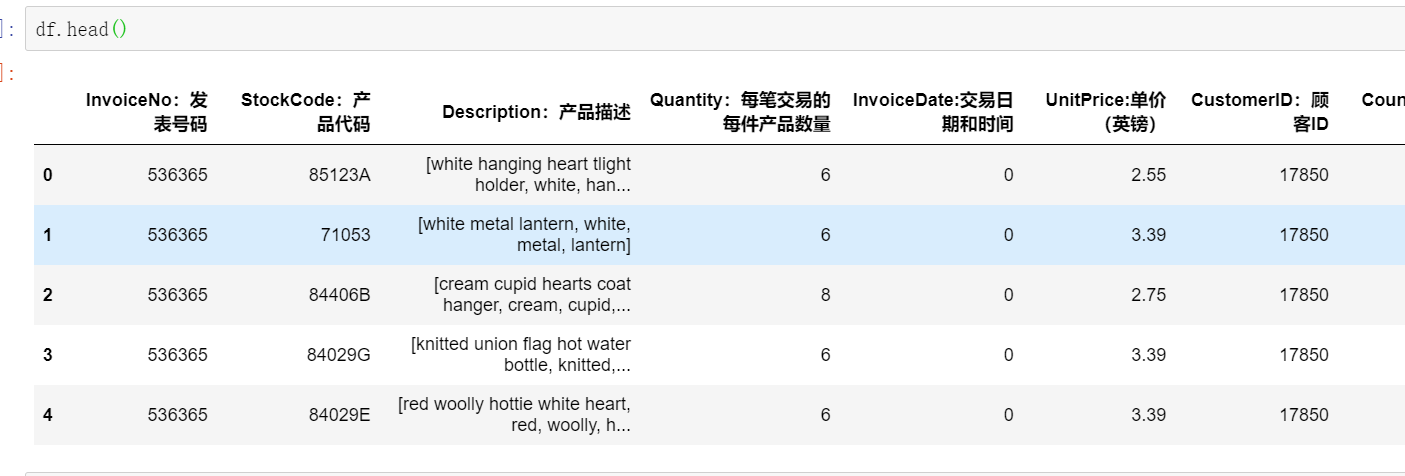 ]:
df.head()
]:
InvoiceNo：发
票号码
StockCode：产
品代码
Description：产品描述
Quantity：每笔交易的
每件产品数量
InvoiceDate:交易日
期和时间
UnitPrice:单价
（英镑）
CustomerID：顾
客ID
Coun
0 536365 85123A [white hanging heart tlight
holder, white, han... 6 0 2.55 17850
1 536365 71053 [white metal lantern, white,
metal, lantern] 6 0 3.39 17850
2 536365 84406B [cream cupid hearts coat
hanger, cream, cupid,... 8 0 2.75 17850
3 536365 84029G [knitted union flag hot water
bottle, knitted,... 6 0 3.39 17850
4 536365 84029E [red woolly hottie white heart,
red, woolly, h... 6 0 3.39 17850